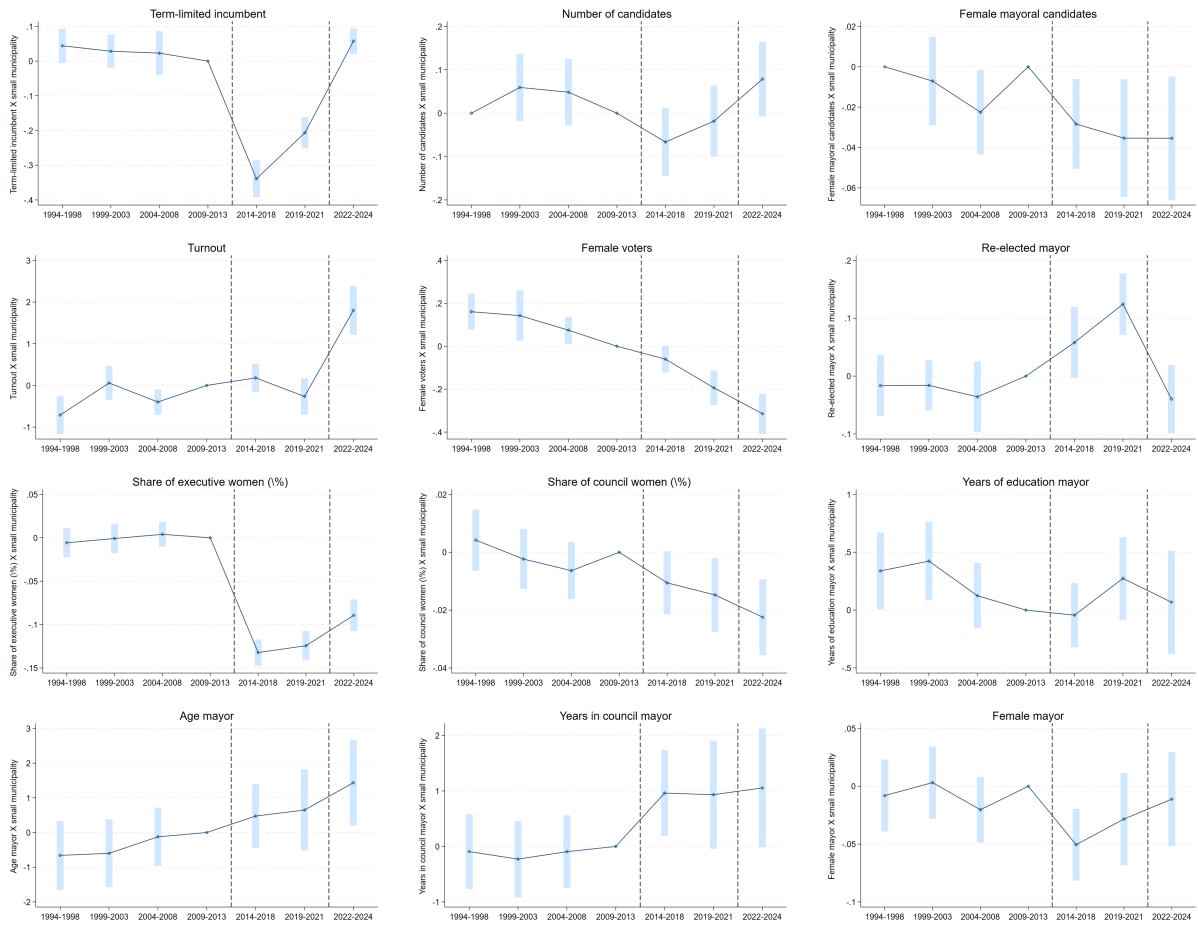 Term-limited incumbent
Term-limited incumbent X small municipality
.1
0
-.1
-.2
-.3
-.4
1994-1998 1999-2003 2004-2008 2009-2013 2014-2018 2019-2021 2022-2024
Number of candidates
Number of candidates X small municipality
.2
.1
0
-.1
-.2
1994-1998 1999-2003 2004-2008 2009-2013 2014-2018 2019-2021 2022-2024
Female mayoral candidates
Female mayoral candidates X small municipality
.02
0
-.02
-.04
-.06
1994-1998 1999-2003 2004-2008 2009-2013 2014-2018 2019-2021 2022-2024
Turnout
Turnout X small municipality
3
2
1
0
-1
1994-1998 1999-2003 2004-2008 2009-2013 2014-2018 2019-2021 2022-2024
Female voters
Female voters X small municipality
.4
.2
0
-.2
-.4
1994-1998 1999-2003 2004-2008 2009-2013 2014-2018 2019-2021 2022-2024
Re-elected mayor
Re-elected mayor X small municipality
.2
.1
0
-.1
1994-1998 1999-2003 2004-2008 2009-2013 2014-2018 2019-2021 2022-2024
Share of executive women (\%)
Share of executive women (\%) X small municipality
.05
0
-.05
-.1
-.15
1994-1998 1999-2003 2004-2008 2009-2013 2014-2018 2019-2021 2022-2024
Share of council women (\%)
Share of council women (\%) X small municipality
.02
0
-.02
-.04
1994-1998 1999-2003 2004-2008 2009-2013 2014-2018 2019-2021 2022-2024
Years of education mayor
Years of education mayor X small municipality
1
.5
0
-.5
1994-1998 1999-2003 2004-2008 2009-2013 2014-2018 2019-2021 2022-2024
Age mayor
Age mayor X small municipality
3
2
1
0
-1
-2
1994-1998 1999-2003 2004-2008 2009-2013 2014-2018 2019-2021 2022-2024
Years in council mayor
Years in council mayor X small municipality
2
1
0
-1
1994-1998 1999-2003 2004-2008 2009-2013 2014-2018 2019-2021 2022-2024
Female mayor
Female mayor X small municipality
.05
0
-.05
-.1
1994-1998 1999-2003 2004-2008 2009-2013 2014-2018 2019-2021 2022-2024